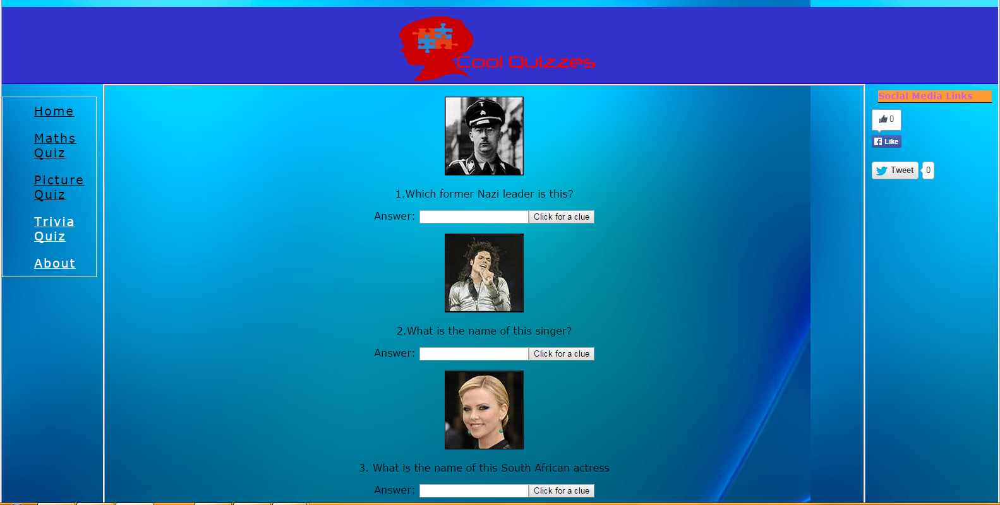 Cool Quizzes
Home
Maths
Quiz
Picture
Quiz
Trivia
Quiz
About
1.Which former Nazi leader is this?
Answer:
Click for a clue
2.What is the name of this singer?
Answer:
Click for a clue
3. What is the name of this South African actress
Answer:
Click for a clue
Social Media Links
0
Like
Tweet
0